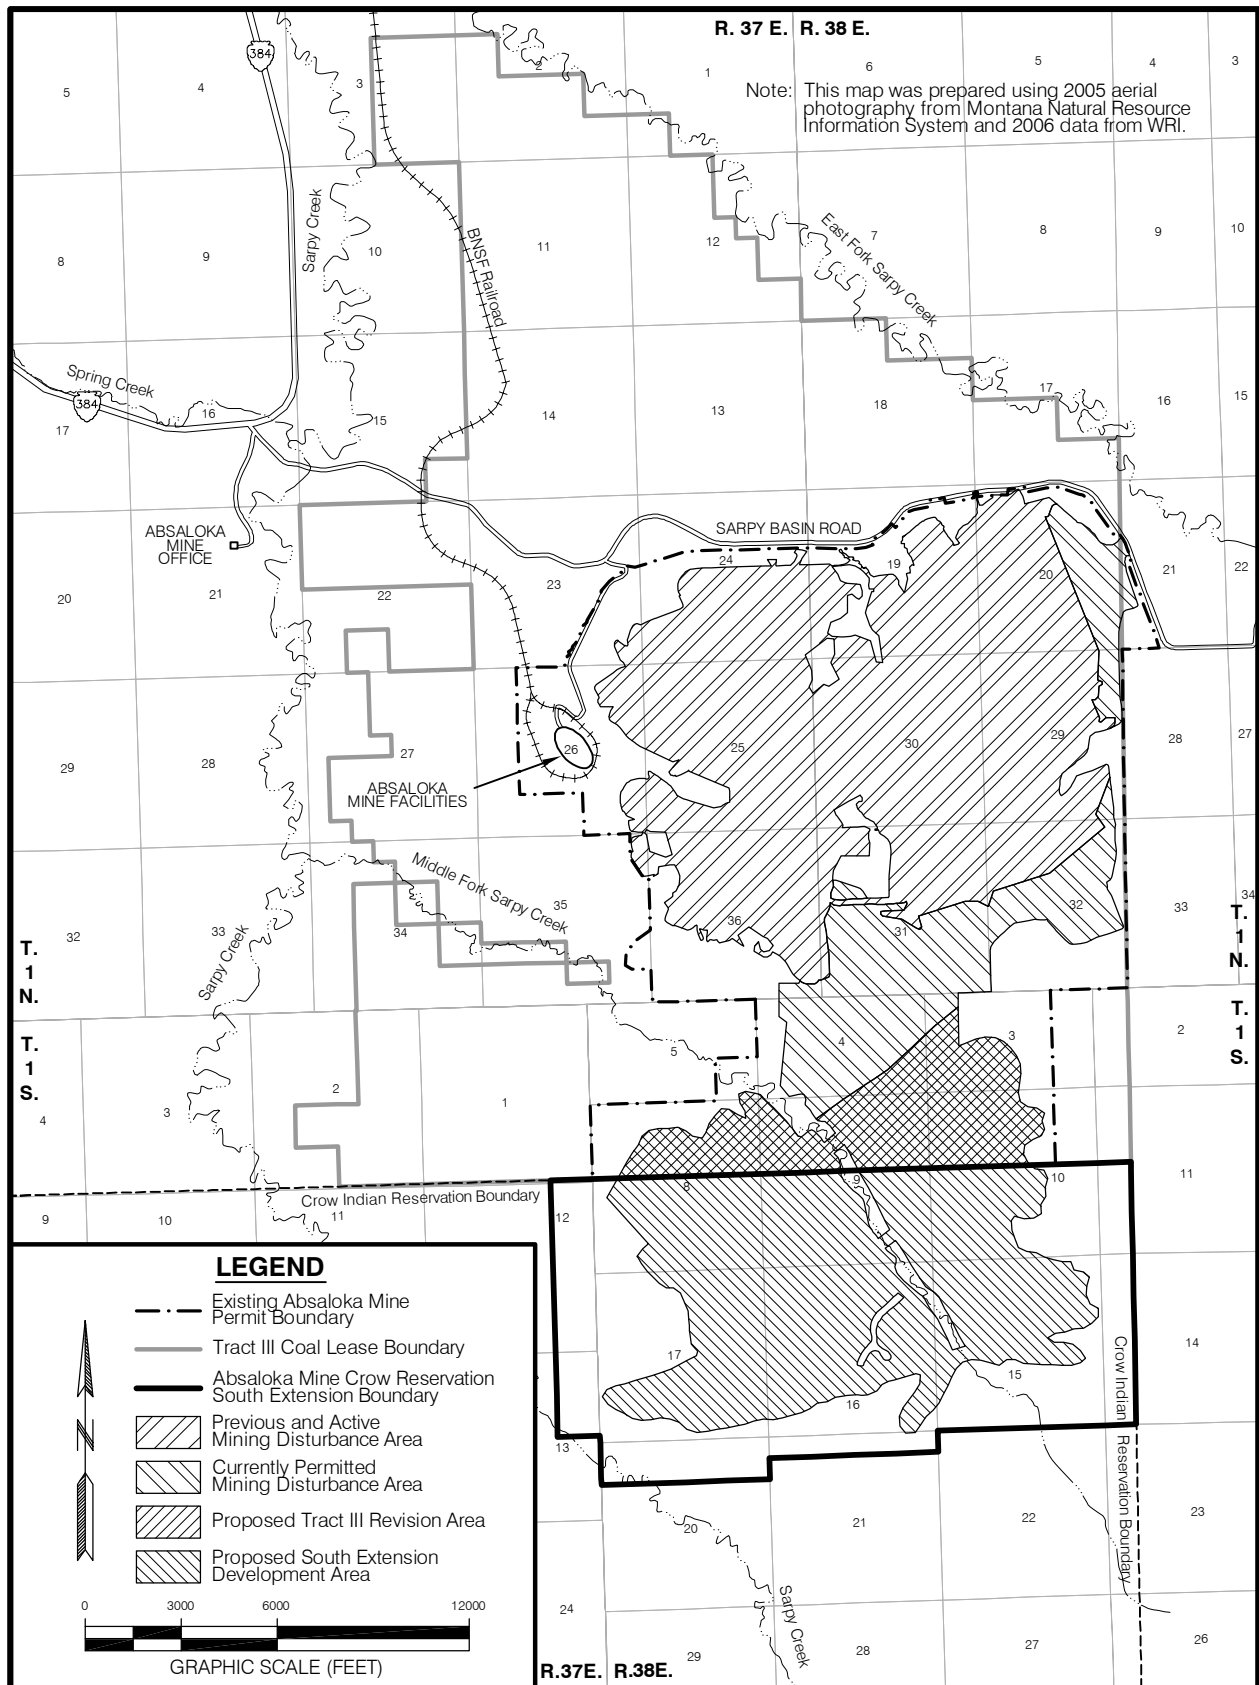 R. 37 E. R. 38 E.
5
4
3
2
1
6
5
4
3
384
Note: This map was prepared using 2005 aerial
photography from Montana Natural Resource
Information System and 2006 data from WRI.
Sarpy Creek
BNSF Railroad
East Fork Sarpy Creek
8
9
10
11
12
7
8
9
10
Spring Creek
384
17
16
15
14
13
18
17
16
15
ABSALOKA
MINE
OFFICE
SARPY BASIN ROAD
20
21
22
23
24
19
20
21
22
29
28
27
26
25
30
29
28
27
ABSALOKA
MINE FACILITIES
Middle Fork Sarpy Creek
Sarpy Creek
32
33
34
35
36
31
32
33
34
T.
1
N.
T.
1
N.
T.
1
S.
T.
1
S.
4
3
2
1
5
4
3
2
Crow Indian Reservation Boundary
9
10
11
12
8
9
10
11
17
16
15
14
13
20
21
22
23
24
29
28
27
26
Crow Indian Reservation Boundary
Sarpy Creek
R.37E. R.38E.
LEGEND
Existing Absaloka Mine
Permit Boundary
Tract III Coal Lease Boundary
Absaloka Mine Crow Reservation
South Extension Boundary
Previous and Active
Mining Disturbance Area
Currently Permitted
Mining Disturbance Area
Proposed Tract III Revision Area
Proposed South Extension
Development Area
N
0 3000 6000 12000
GRAPHIC SCALE (FEET)